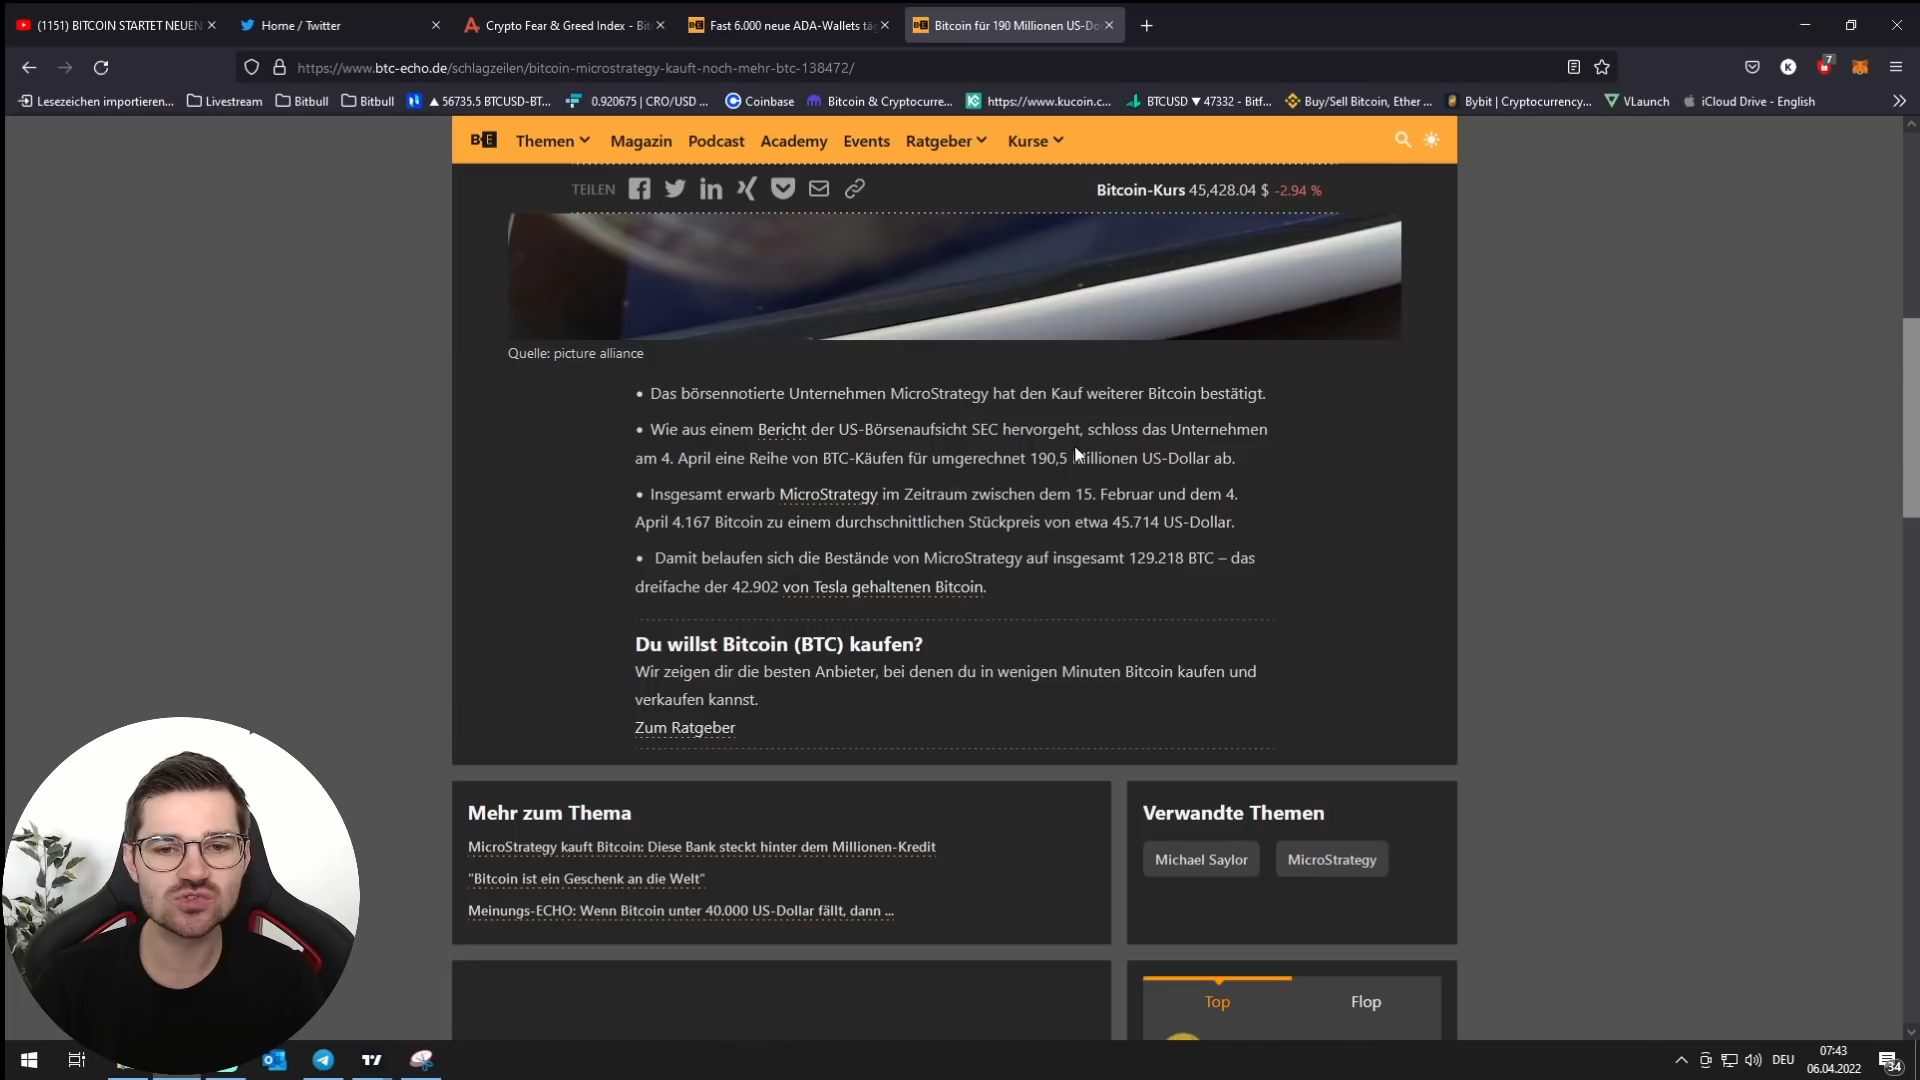 (1151) BITCOIN STARTET NEUEN
Home / Twitter
Crypto Fear & Greed Index - Bit
Fast 6.000 neue ADA-Wallets täg
Bitcoin für 190 Millionen US-Do
https://www.btc-echo.de/schlagzeilen/bitcoin-microstrategy-kauft-noch-mehr-btc-138472/
7
Lesezeichen importieren...
Livestream
Bitbull
Bitbull
▲ 56735.5 BTCUSD-BT...
0.920675 | CRO/USD ...
Coinbase
Bitcoin & Cryptocurre...
https://www.kucoin.c...
BTCUSD ▼ 47332 - Bitf...
Buy/Sell Bitcoin, Ether ...
Bybit | Cryptocurrency...
VLaunch
iCloud Drive - English
B-E
Themen
Magazin
Podcast
Academy
Events
Ratgeber
Kurse
TEILEN
Bitcoin-Kurs 45,428.04 $ -2.94 %
Quelle: picture alliance
• Das börsennotierte Unternehmen MicroStrategy hat den Kauf weiterer Bitcoin bestätigt.
• Wie aus einem Bericht der US-Börsenaufsicht SEC hervorgeht, schloss das Unternehmen
am 4. April eine Reihe von BTC-Käufen für umgerechnet 190,5 Millionen US-Dollar ab.
• Insgesamt erwarb MicroStrategy im Zeitraum zwischen dem 15. Februar und dem 4.
April 4.167 Bitcoin zu einem durchschnittlichen Stückpreis von etwa 45.714 US-Dollar.
• Damit belaufen sich die Bestände von MicroStrategy auf insgesamt 129.218 BTC – das
dreifache der 42.902 von Tesla gehaltenen Bitcoin.
Du willst Bitcoin (BTC) kaufen?
Wir zeigen dir die besten Anbieter, bei denen du in wenigen Minuten Bitcoin kaufen und
verkaufen kannst.
Zum Ratgeber
Mehr zum Thema
MicroStrategy kauft Bitcoin: Diese Bank steckt hinter dem Millionen-Kredit
"Bitcoin ist ein Geschenk an die Welt"
Meinungs-ECHO: Wenn Bitcoin unter 40.000 US-Dollar fällt, dann ...
Verwandte Themen
Michael Saylor
MicroStrategy
Top
Flop
DEU
07:43
06.04.2022
34